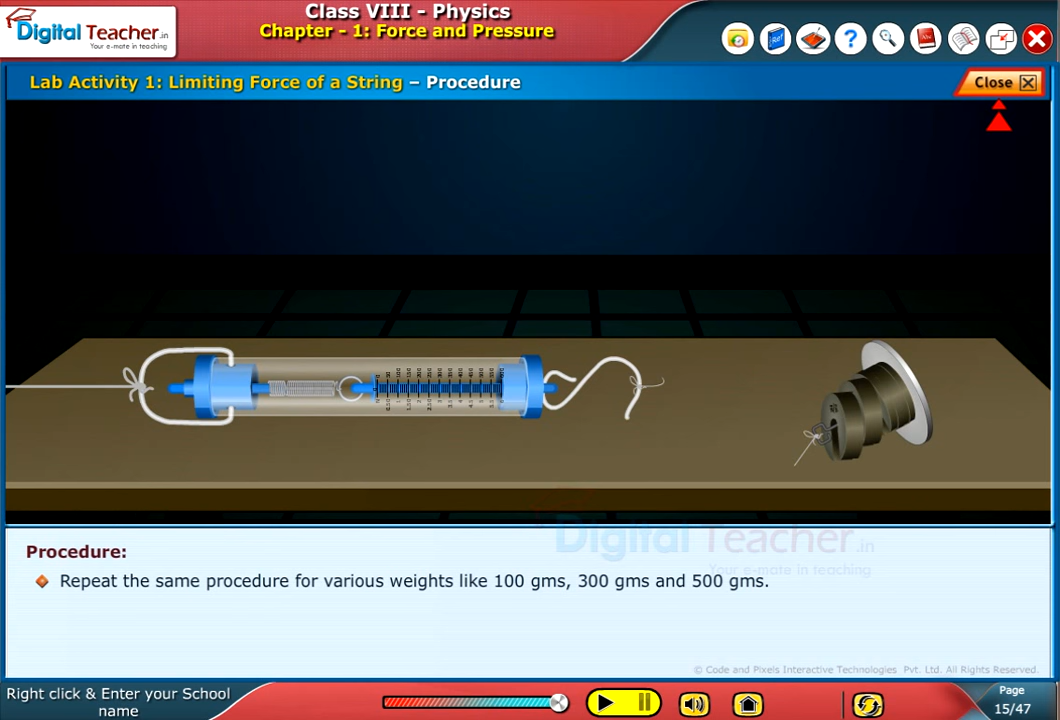 Digital Teacher.in
Your e-mate in teaching
Class VIII - Physics
Chapter - 1: Force and Pressure
Ref
Abc
Lab Activity 1: Limiting Force of a String – Procedure
Close
Digital Teacher.in
Your e-mate in teaching
Procedure:
Repeat the same procedure for various weights like 100 gms, 300 gms and 500 gms.
© Code and Pixels Interactive Technologies Pvt. Ltd. All Rights Reserved.
Right click & Enter your School
name
Page
15/47